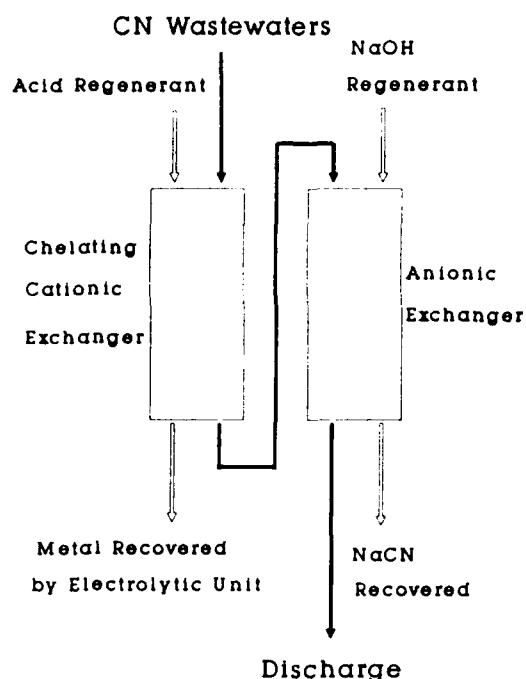 CN Wastewaters
Acid Regenerant
NaOH
Regenerant
Chelating
Cationic
Exchanger
Anionic
Exchanger
Metal Recovered
by Electrolytic Unit
NaCN
Recovered
Discharge